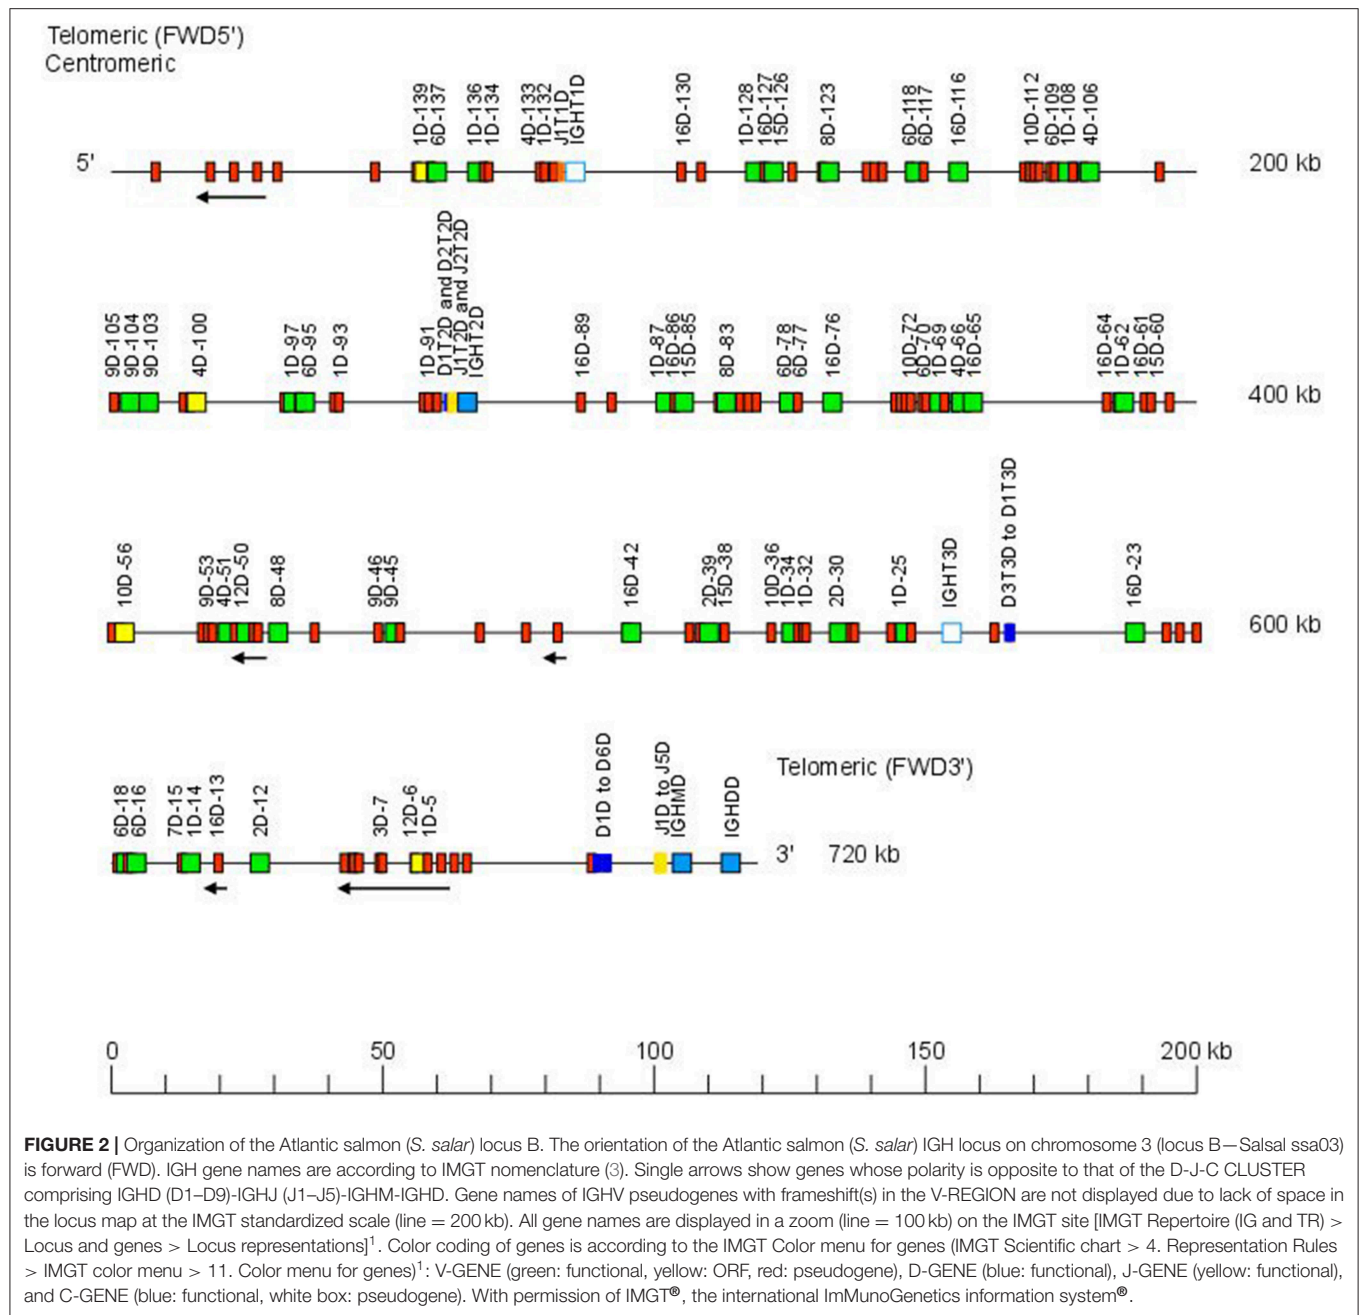 Telomeric (FWD5')
Centromeric
1D-139
6D-137
1D-136
1D-134
4D-133
1D-132
J1T1D
IGHT1D
16D-130
1D-128
16D-127
15D-126
8D-123
6D-118
6D-117
16D-116
10D-112
6D-109
1D-108
4D-106
5'
200 kb
9D-105
9D-104
9D-103
4D-100
1D-97
6D-95
1D-93
1D-91
D1T2D and D2T2D
J1T2D and J2T2D
IGHT2D
16D-89
1D-87
16D-86
15D-85
8D-83
6D-78
6D-77
16D-76
10D-72
6D-70
1D-69
4D-66
16D-65
16D-64
1D-62
16D-61
15D-60
400 kb
10D-56
9D-53
4D-51
12D-50
8D-48
9D-46
9D-45
16D-42
2D-39
15D-38
10D-36
1D-34
1D-32
2D-30
1D-25
IGHT3D
D3T3D to D1T3D
16D-23
600 kb
6D-18
6D-16
7D-15
1D-14
16D-13
2D-12
3D-7
12D-6
1D-5
D1D to D6D
J1D to J5D
IGHMD
IGHDD
Telomeric (FWD3')
3'
720 kb
0
50
100
150
200 kb
FIGURE 2 | Organization of the Atlantic salmon (S. salar) locus B. The orientation of the Atlantic salmon (S. salar) IGH locus on chromosome 3 (locus B—Salsal ssa03)
is forward (FWD). IGH gene names are according to IMGT nomenclature (3). Single arrows show genes whose polarity is opposite to that of the D-J-C CLUSTER
comprising IGHD (D1–D9)-IGHJ (J1–J5)-IGHM-IGHD. Gene names of IGHV pseudogenes with frameshift(s) in the V-REGION are not displayed due to lack of space in
the locus map at the IMGT standardized scale (line = 200 kb). All gene names are displayed in a zoom (line = 100 kb) on the IMGT site [IMGT Repertoire (IG and TR) >
Locus and genes > Locus representations]1. Color coding of genes is according to the IMGT Color menu for genes (IMGT Scientific chart > 4. Representation Rules
> IMGT color menu > 11. Color menu for genes)1: V-GENE (green: functional, yellow: ORF, red: pseudogene), D-GENE (blue: functional), J-GENE (yellow: functional),
and C-GENE (blue: functional, white box: pseudogene). With permission of IMGT®, the international ImMunoGenetics information system®.